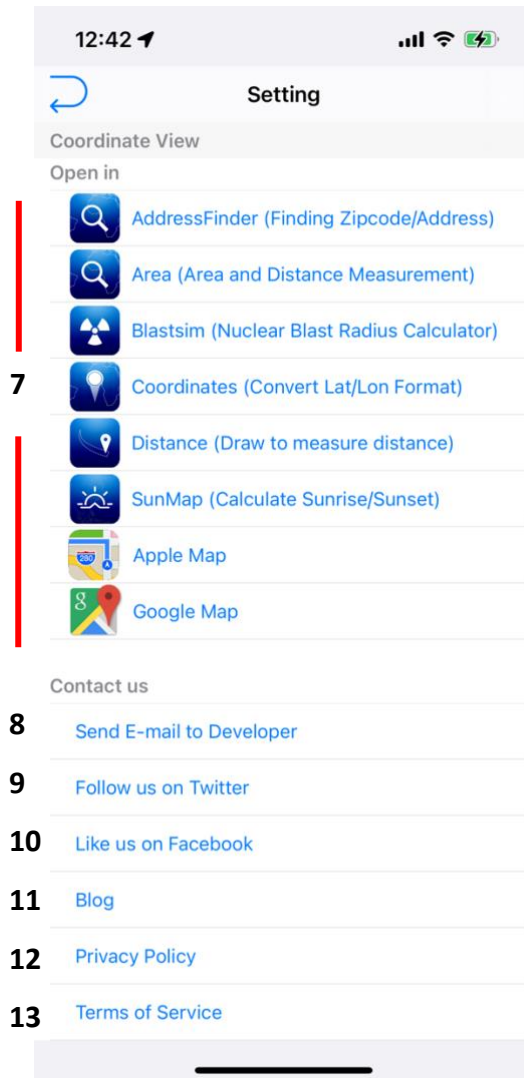 12:42
Setting
Coordinate View
Open in
AddressFinder (Finding Zipcode/Address)
Area (Area and Distance Measurement)
Blastsim (Nuclear Blast Radius Calculator)
7 Coordinates (Convert Lat/Lon Format)
Distance (Draw to measure distance)
SunMap (Calculate Sunrise/Sunset)
280 Apple Map
g Google Map
Contact us
8 Send E-mail to Developer
9 Follow us on Twitter
10 Like us on Facebook
11 Blog
12 Privacy Policy
13 Terms of Service